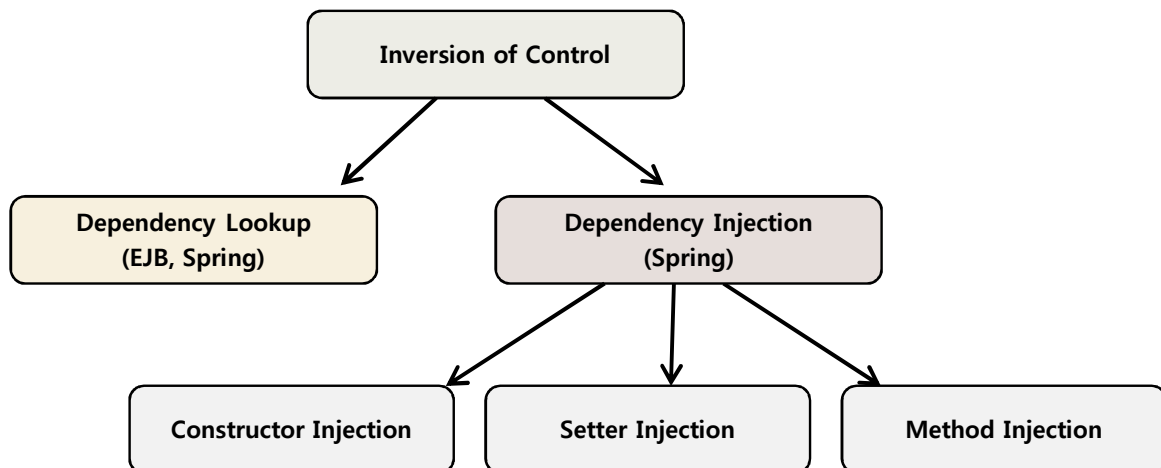 Inversion of Control
Dependency Lookup
(EJB, Spring)
Dependency Injection
(Spring)
Constructor Injection
Setter Injection
Method Injection